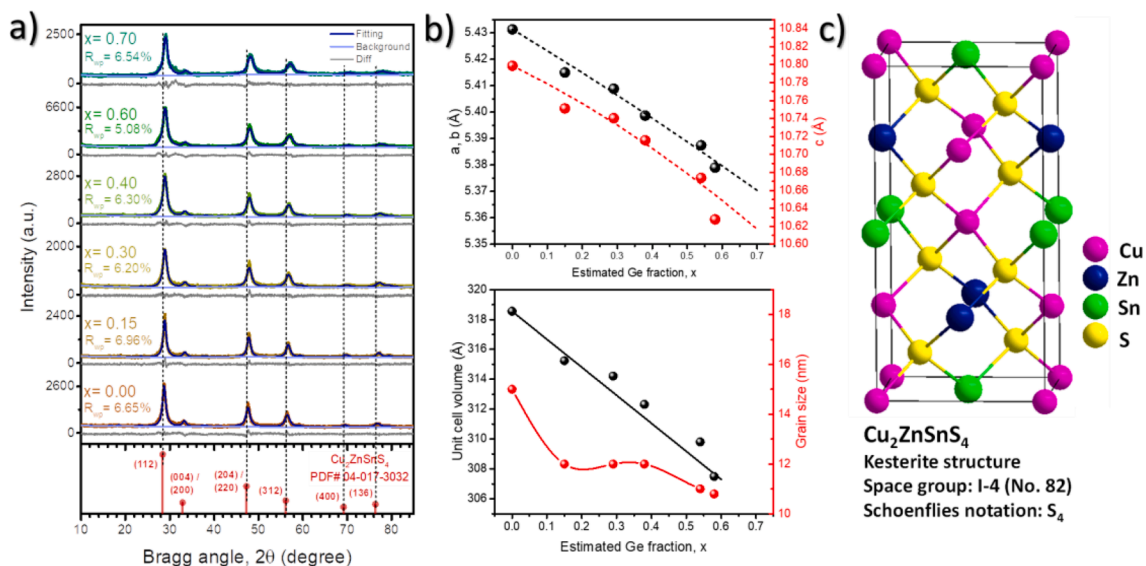 a)
x= 0.70
R_wp = 6.54%
x= 0.60
R_wp = 5.08%
x= 0.40
R_wp = 6.30%
x= 0.30
R_wp = 6.20%
x= 0.15
R_wp = 6.96%
x= 0.00
R_wp = 6.65%
Fitting
Background
Diff
2500
0
6600
0
2800
0
2000
0
2400
0
2600
0
Intensity (a.u.)
(112)
(004) /
(200)
(204) /
(220)
(312)
(400)
(136)
Cu₂ZnSnS₄
PDF# 04-017-3032
10 20 30 40 50 60 70 80
Bragg angle, 2θ (degree)
b)
5.43
5.42
5.41
5.40
5.39
5.38
5.37
5.36
5.35
a, b (Å)
10.84
10.82
10.80
10.78
10.76
10.74
10.72
10.70
10.68
10.66
10.64
10.62
10.60
c (Å)
0.0 0.1 0.2 0.3 0.4 0.5 0.6 0.7
Estimated Ge fraction, x
320
318
316
314
312
310
308
306
Unit cell volume (Å)
18
16
14
12
10
Grain size (nm)
0.0 0.1 0.2 0.3 0.4 0.5 0.6 0.7
Estimated Ge fraction, x
c)
Cu
Zn
Sn
S
Cu₂ZnSnS₄
Kesterite structure
Space group: I-4 (No. 82)
Schoenflies notation: S₄